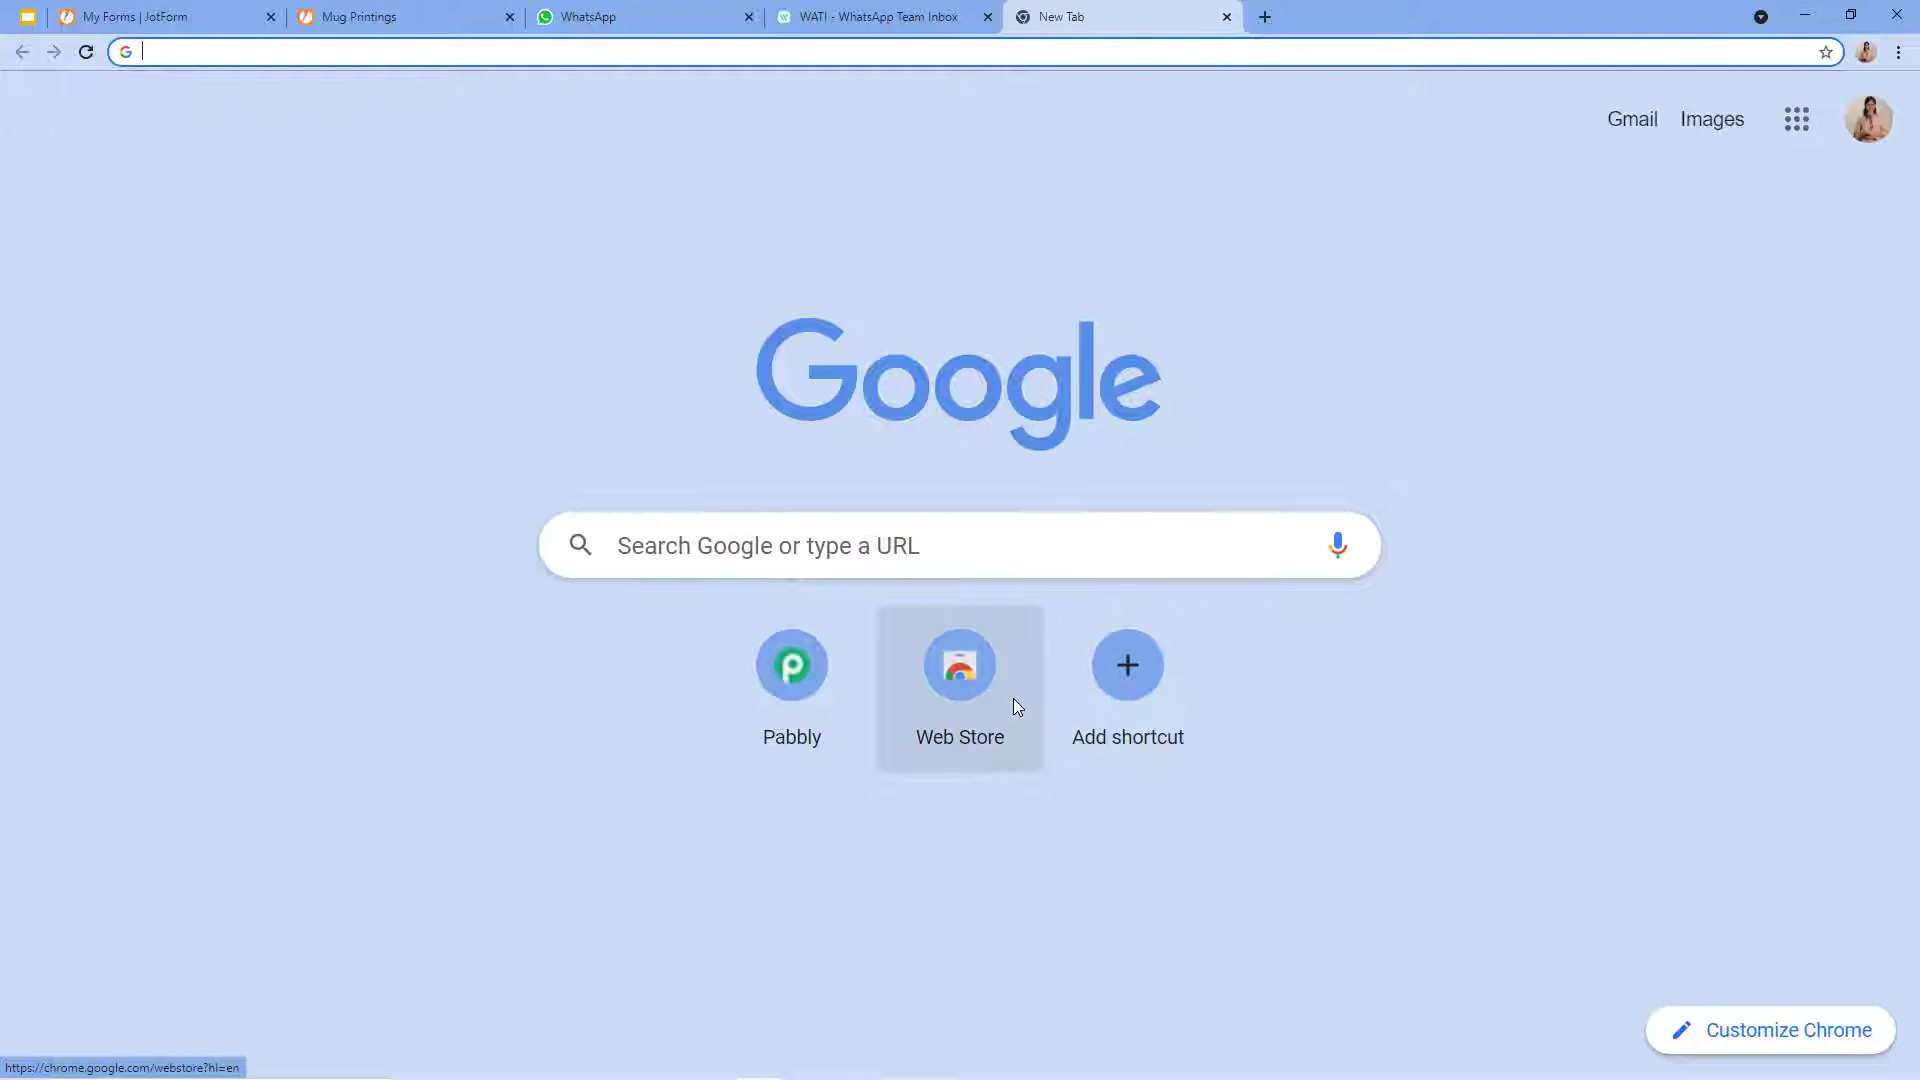 My Forms | JotForm
Mug Printings
WhatsApp
WATI - WhatsApp Team Inbox
New Tab
Gmail
Images
Google
Search Google or type a URL
Pabbly
Web Store
Add shortcut
Customize Chrome
https://chrome.google.com/webstore?hl=en